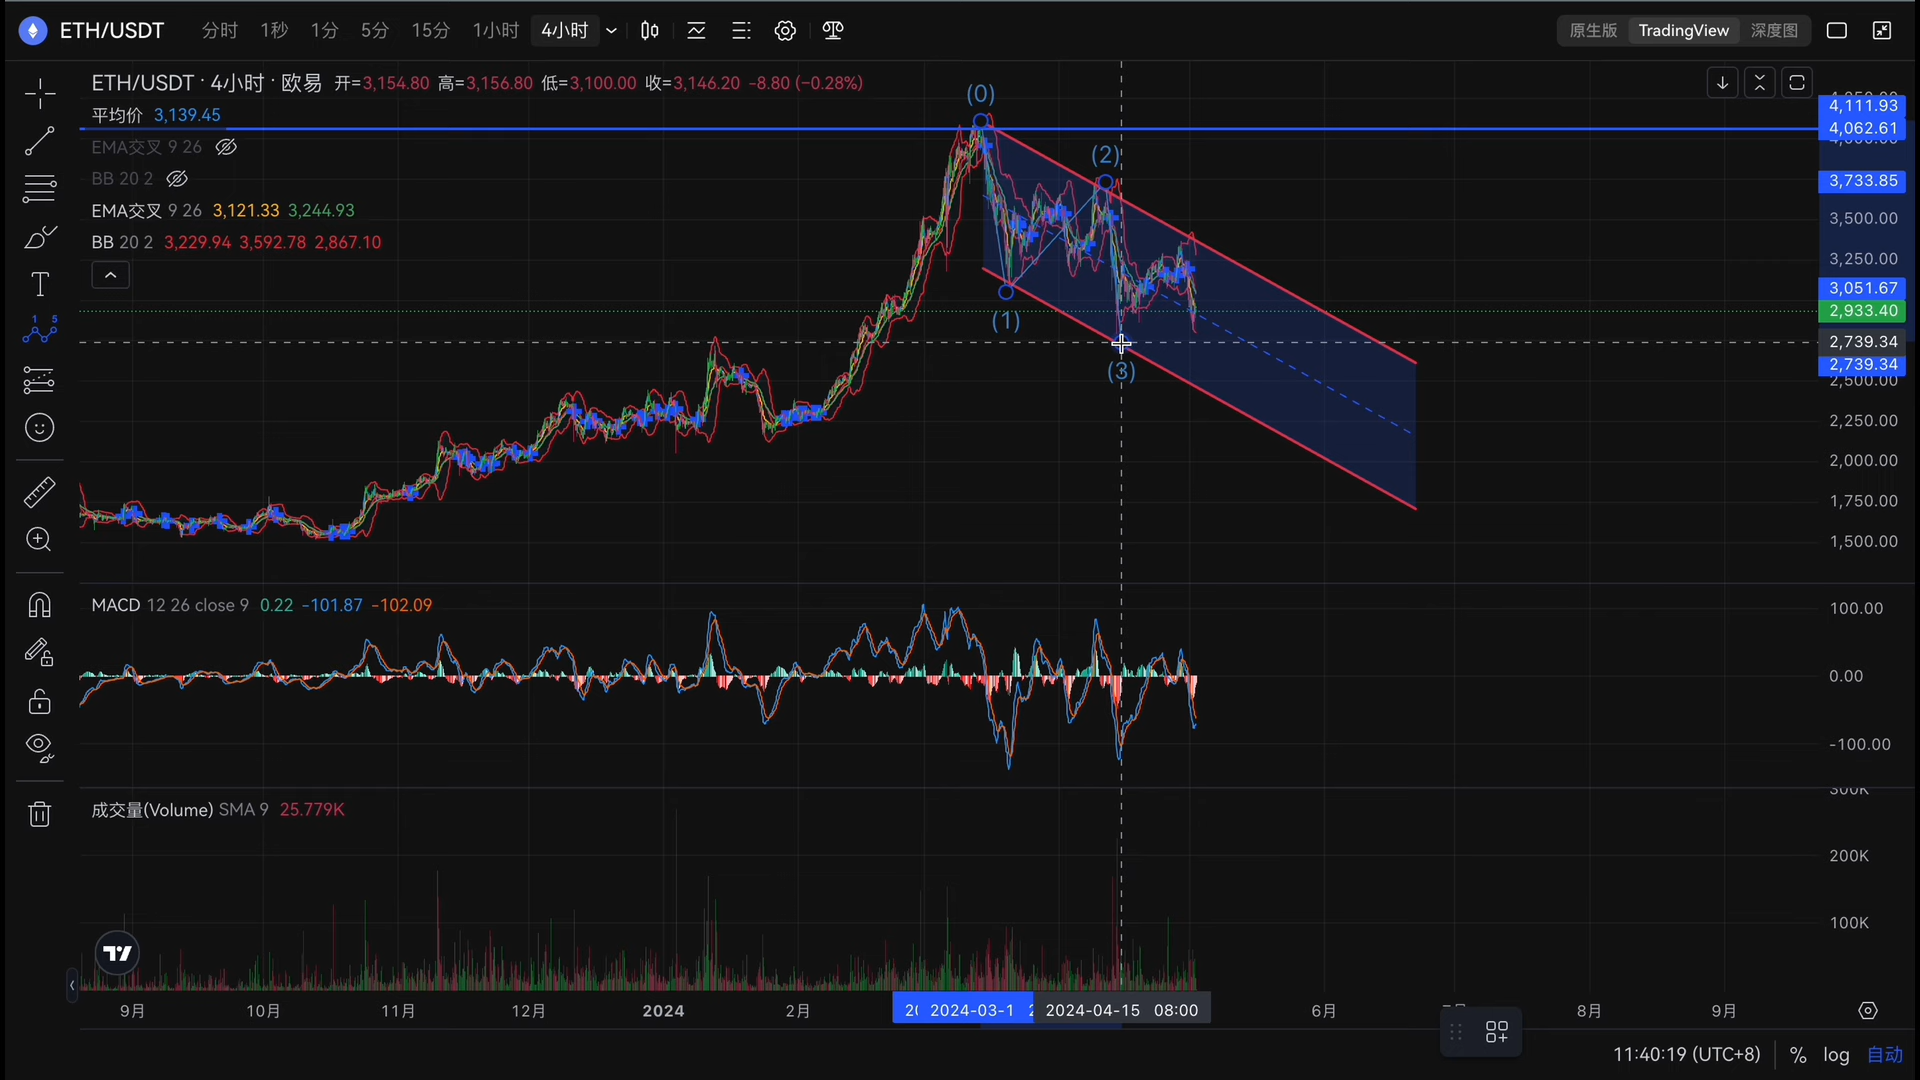 ETH/USDT 分时 1秒 1分 5分 15分 1小时 4小时 原生版 TradingView 深度图
ETH/USDT · 4小时 · 欧易 开=3,154.80 高=3,156.80 低=3,100.00 收=3,146.20 -8.80 (-0.28%)
平均价 3,139.45
EMA交叉 9 26
BB 20 2
EMA交叉 9 26 3,121.33 3,244.93
BB 20 2 3,229.94 3,592.78 2,867.10
(0)
(2)
(1)
(3)
4,111.93
4,062.61
3,733.85
3,500.00
3,250.00
3,051.67
2,933.40
2,739.34
2,739.34
2,500.00
2,250.00
2,000.00
1,750.00
1,500.00
MACD 12 26 close 9 0.22 -101.87 -102.09
100.00
0.00
-100.00
成交量(Volume) SMA 9 25.779K
300K
200K
100K
9月 10月 11月 12月 2024 2月 2024-03-1 2024-04-15 08:00 6月 8月 9月
11:40:19 (UTC+8) % log 自动